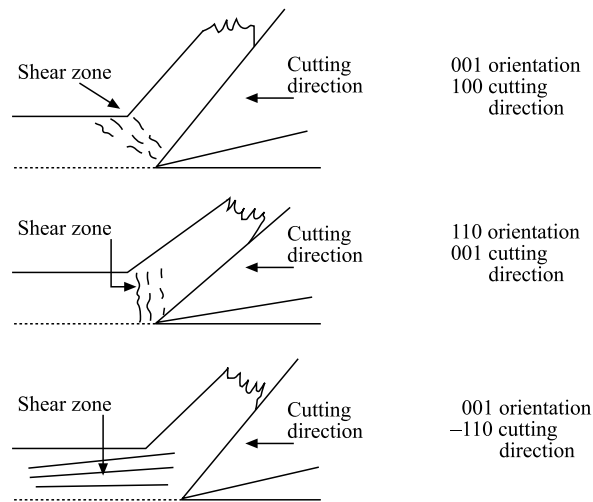 Shear zone
Cutting
direction
001 orientation
100 cutting
direction
Shear zone
Cutting
direction
110 orientation
001 cutting
direction
Shear zone
Cutting
direction
001 orientation
–110 cutting
direction